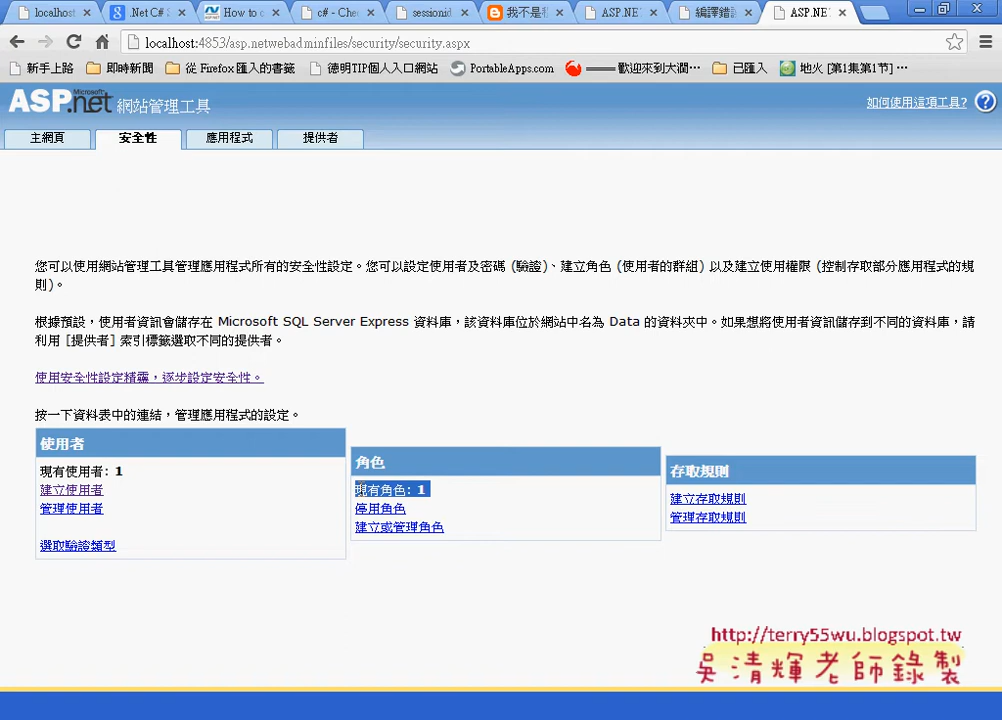 localhost
.Net C#
How to c
c# - Che
sessionid
我不是
ASP.NE
編譯錯
ASP.NE
localhost:4853/asp.netwebadminfiles/security/security.aspx
新手上路
即時新聞
從 Firefox 匯入的書籤
德明TIP個人入口網站
PortableApps.com
━━━歡迎來到大濶…
已匯入
地火 [第1集第1节] …
Microsoft
ASP.net 網站管理工具
如何使用這項工具?
主網頁
安全性
應用程式
提供者
您可以使用網站管理工具管理應用程式所有的安全性設定。您可以設定使用者及密碼 (驗證)、建立角色 (使用者的群組) 以及建立使用權限 (控制存取部分應用程式的規
則)。
根據預設，使用者資訊會儲存在 Microsoft SQL Server Express 資料庫，該資料庫位於網站中名為 Data 的資料夾中。如果想將使用者資訊儲存到不同的資料庫，請
利用 [提供者] 索引標籤選取不同的提供者。
使用安全性設定精靈，逐步設定安全性。
按一下資料表中的連結，管理應用程式的設定。
使用者
現有使用者: 1
建立使用者
管理使用者
選取驗證類型
角色
現有角色: 1
停用角色
建立或管理角色
存取規則
建立存取規則
管理存取規則
http://terry55wu.blogspot.tw
吳清輝老師錄製